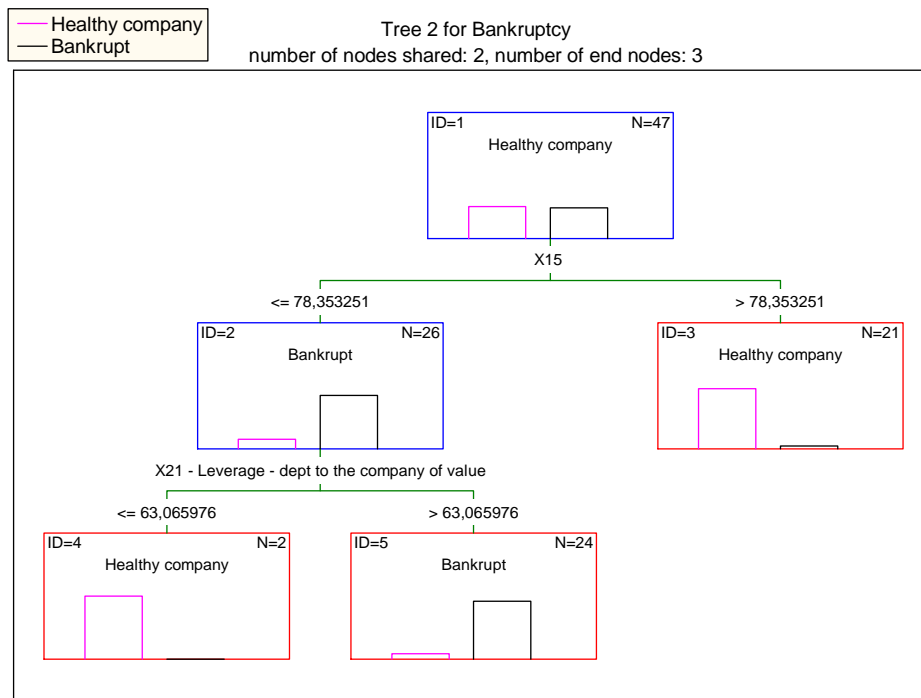 Healthy company
Bankrupt
Tree 2 for Bankruptcy
number of nodes shared: 2, number of end nodes: 3
ID=1 N=47
Healthy company
X15
<= 78,353251 > 78,353251
ID=2 N=26 ID=3 N=21
Bankrupt Healthy company
X21 - Leverage - dept to the company of value
<= 63,065976 > 63,065976
ID=4 N=2 ID=5 N=24
Healthy company Bankrupt